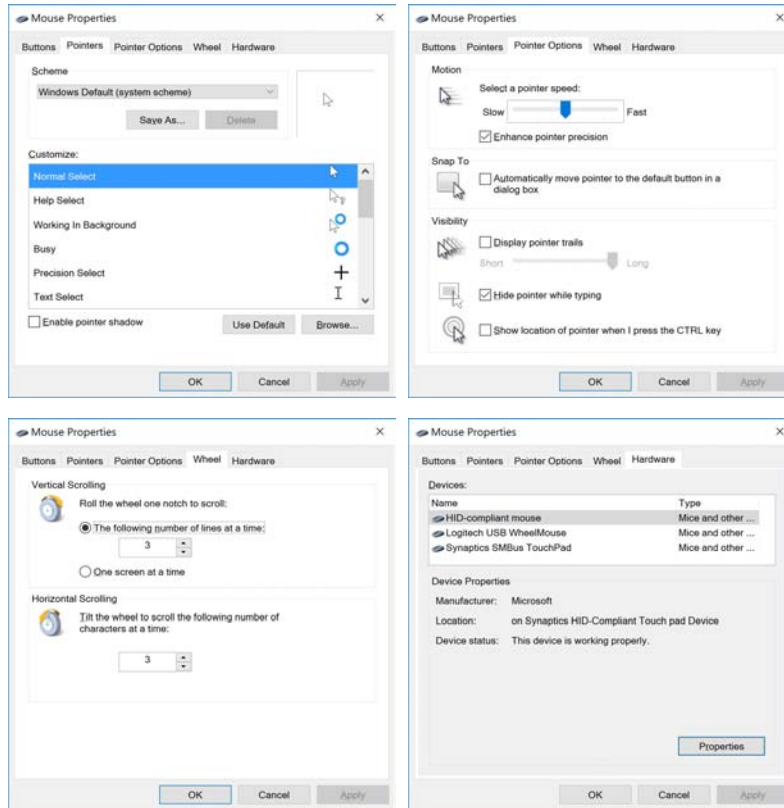 Mouse Properties
Buttons Pointers Pointer Options Wheel Hardware
Scheme
Windows Default (system scheme)
Save As... Delete
Customize:
Normal Select
Help Select
Working In Background
Busy
Precision Select
Text Select
Enable pointer shadow Use Default Browse...
OK Cancel Apply
Mouse Properties
Buttons Pointers Pointer Options Wheel Hardware
Motion
Select a pointer speed:
Slow Fast
Enhance pointer precision
Snap To
Automatically move pointer to the default button in a
dialog box
Visibility
Display pointer trails
Short Long
Hide pointer while typing
Show location of pointer when I press the CTRL key
OK Cancel Apply
Mouse Properties
Buttons Pointers Pointer Options Wheel Hardware
Vertical Scrolling
Roll the wheel one notch to scroll:
The following number of lines at a time:
3
One screen at a time
Horizontal Scrolling
Tilt the wheel to scroll the following number of
characters at a time:
3
OK Cancel Apply
Mouse Properties
Buttons Pointers Pointer Options Wheel Hardware
Devices:
Name Type
HID-compliant mouse Mice and other ...
Logitech USB WheelMouse Mice and other ...
Synaptics SMBus TouchPad Mice and other ...
Device Properties
Manufacturer: Microsoft
Location: on Synaptics HID-Compliant Touch pad Device
Device status: This device is working properly.
Properties
OK Cancel Apply